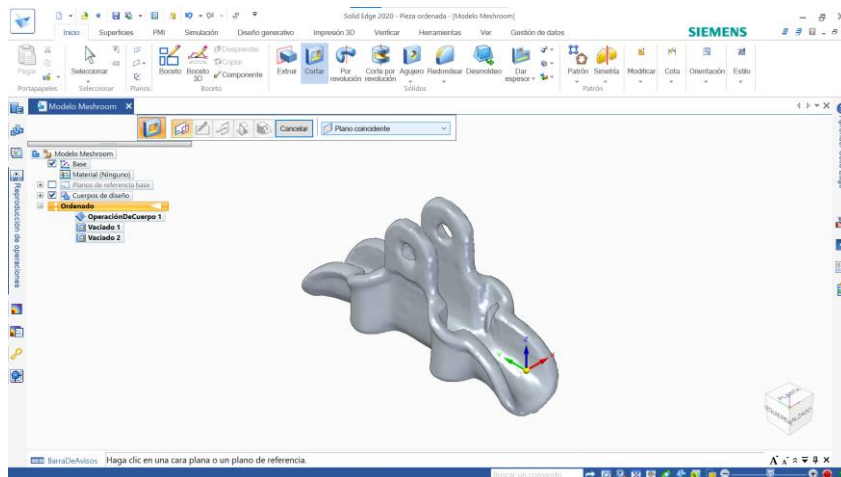 Solid Edge 2020 - Pieza ordenada - [Modelo Meshroom]
Inicio Superficies PMI Simulación Diseño generativo Impresión 3D Verificar Herramientas Ver Gestión de datos SIEMENS
Pegar
Portapapeles
Seleccionar
Seleccionar
Planos
Boceto
Boceto 3D
Desprender
Copiar
Componente
Boceto
Extruir
Cortar
Por revolución
Corte por revolución
Agujero
Redondear
Desmoldeo
Dar espesor
Sólidos
Patrón
Simetría
Patrón
Modificar
Cota
Orientación
Estilo
Modelo Meshroom
Cancelar
Plano coincidente
Modelo Meshroom
Base
Material (Ninguno)
Planos de referencia base
Cuerpos de diseño
Ordenado
OperaciónDeCuerpo 1
Vaciado 1
Vaciado 2
Reproducción de operaciones
Z
Y
X
BarraDeAvisos Haga clic en una cara plana o un plano de referencia.
Buscar un comando